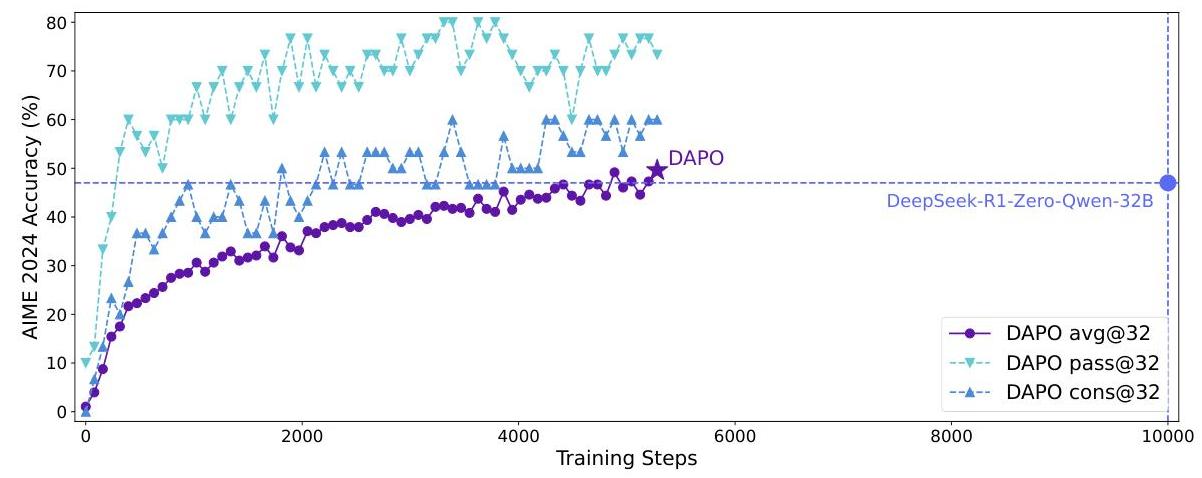 AIME 2024 Accuracy (%)
80
70
60
50
40
30
20
10
0
DAPO
DeepSeek-R1-Zero-Qwen-32B
DAPO avg@32
DAPO pass@32
DAPO cons@32
0 2000 4000 6000 8000 10000
Training Steps